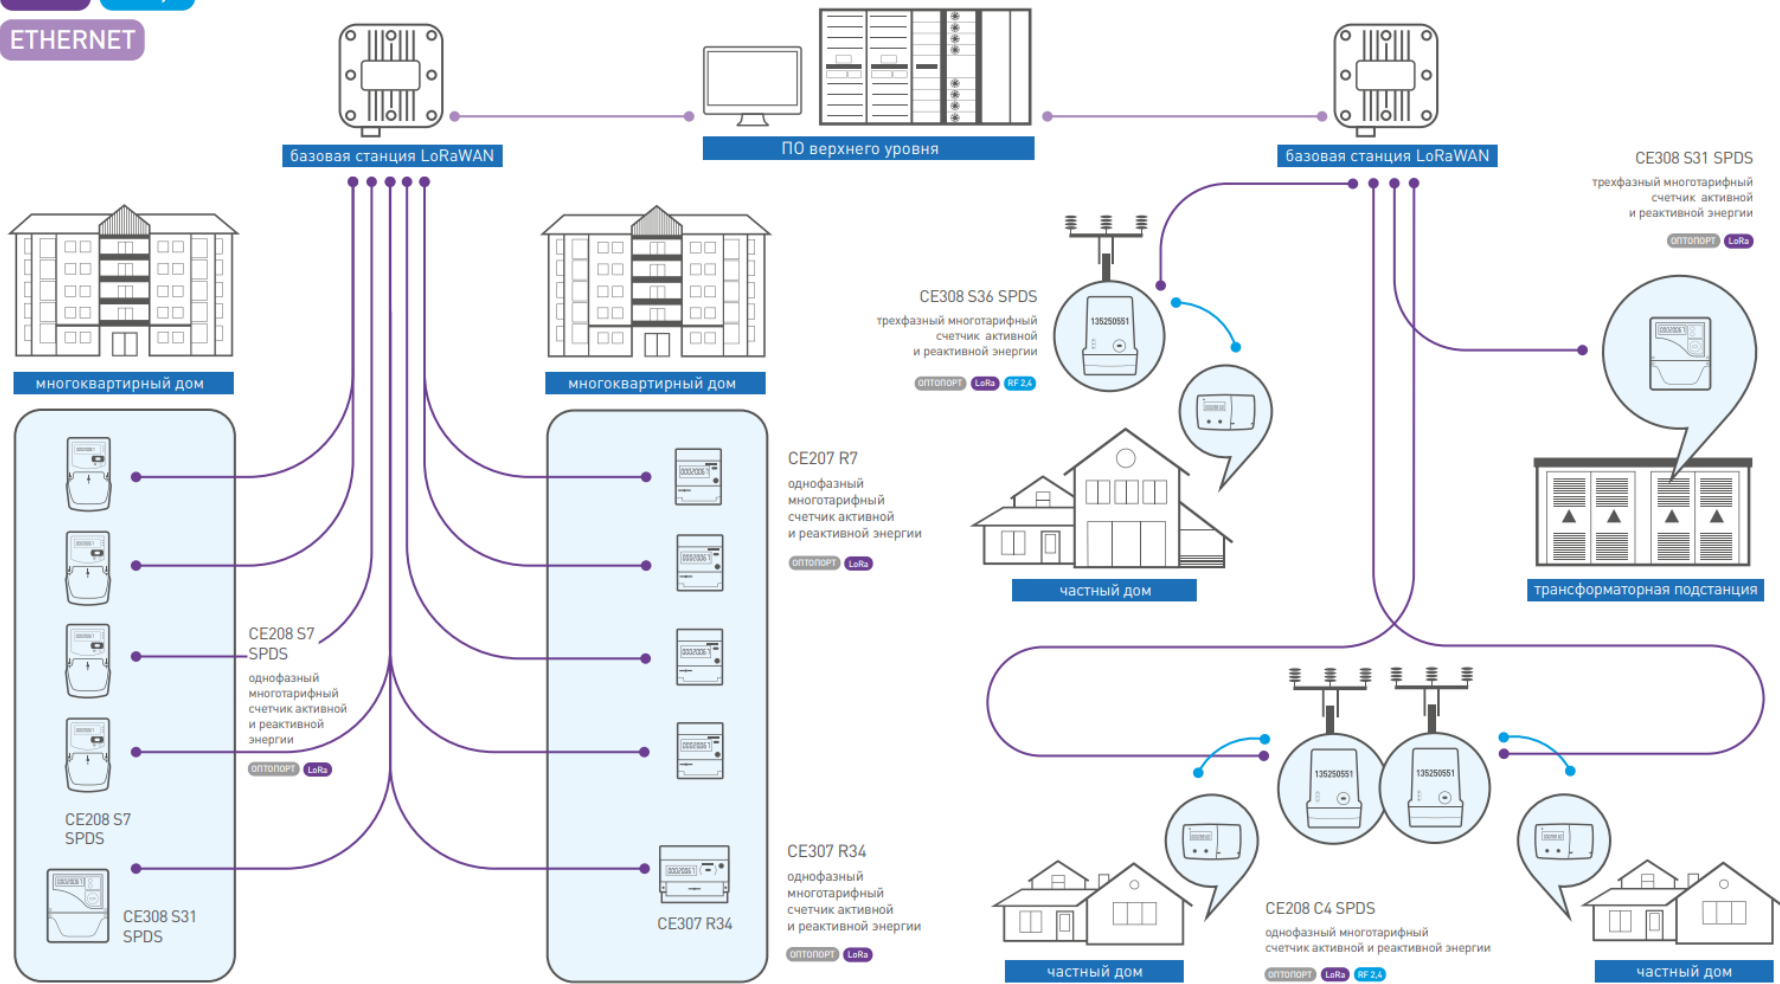 ETHERNET
базовая станция LoRaWAN
ПО верхнего уровня
базовая станция LoRaWAN
CE308 S31 SPDS
трехфазный многотарифный
счетчик активной
и реактивной энергии
ОПТОПОРТ LoRa
многоквартирный дом
многоквартирный дом
CE308 S36 SPDS
трехфазный многотарифный
счетчик активной
и реактивной энергии
ОПТОПОРТ LoRa RF 2,4
135250551
CE207 R7
однофазный
многотарифный
счетчик активной
и реактивной энергии
ОПТОПОРТ LoRa
частный дом
трансформаторная подстанция
CE208 S7
SPDS
однофазный
многотарифный
счетчик активной
и реактивной
энергии
ОПТОПОРТ LoRa
CE208 S7
SPDS
CE308 S31
SPDS
CE307 R34
CE307 R34
однофазный
многотарифный
счетчик активной
и реактивной энергии
ОПТОПОРТ LoRa
135250551
135250551
CE208 C4 SPDS
однофазный многотарифный
счетчик активной и реактивной энергии
ОПТОПОРТ LoRa RF 2,4
частный дом
частный дом